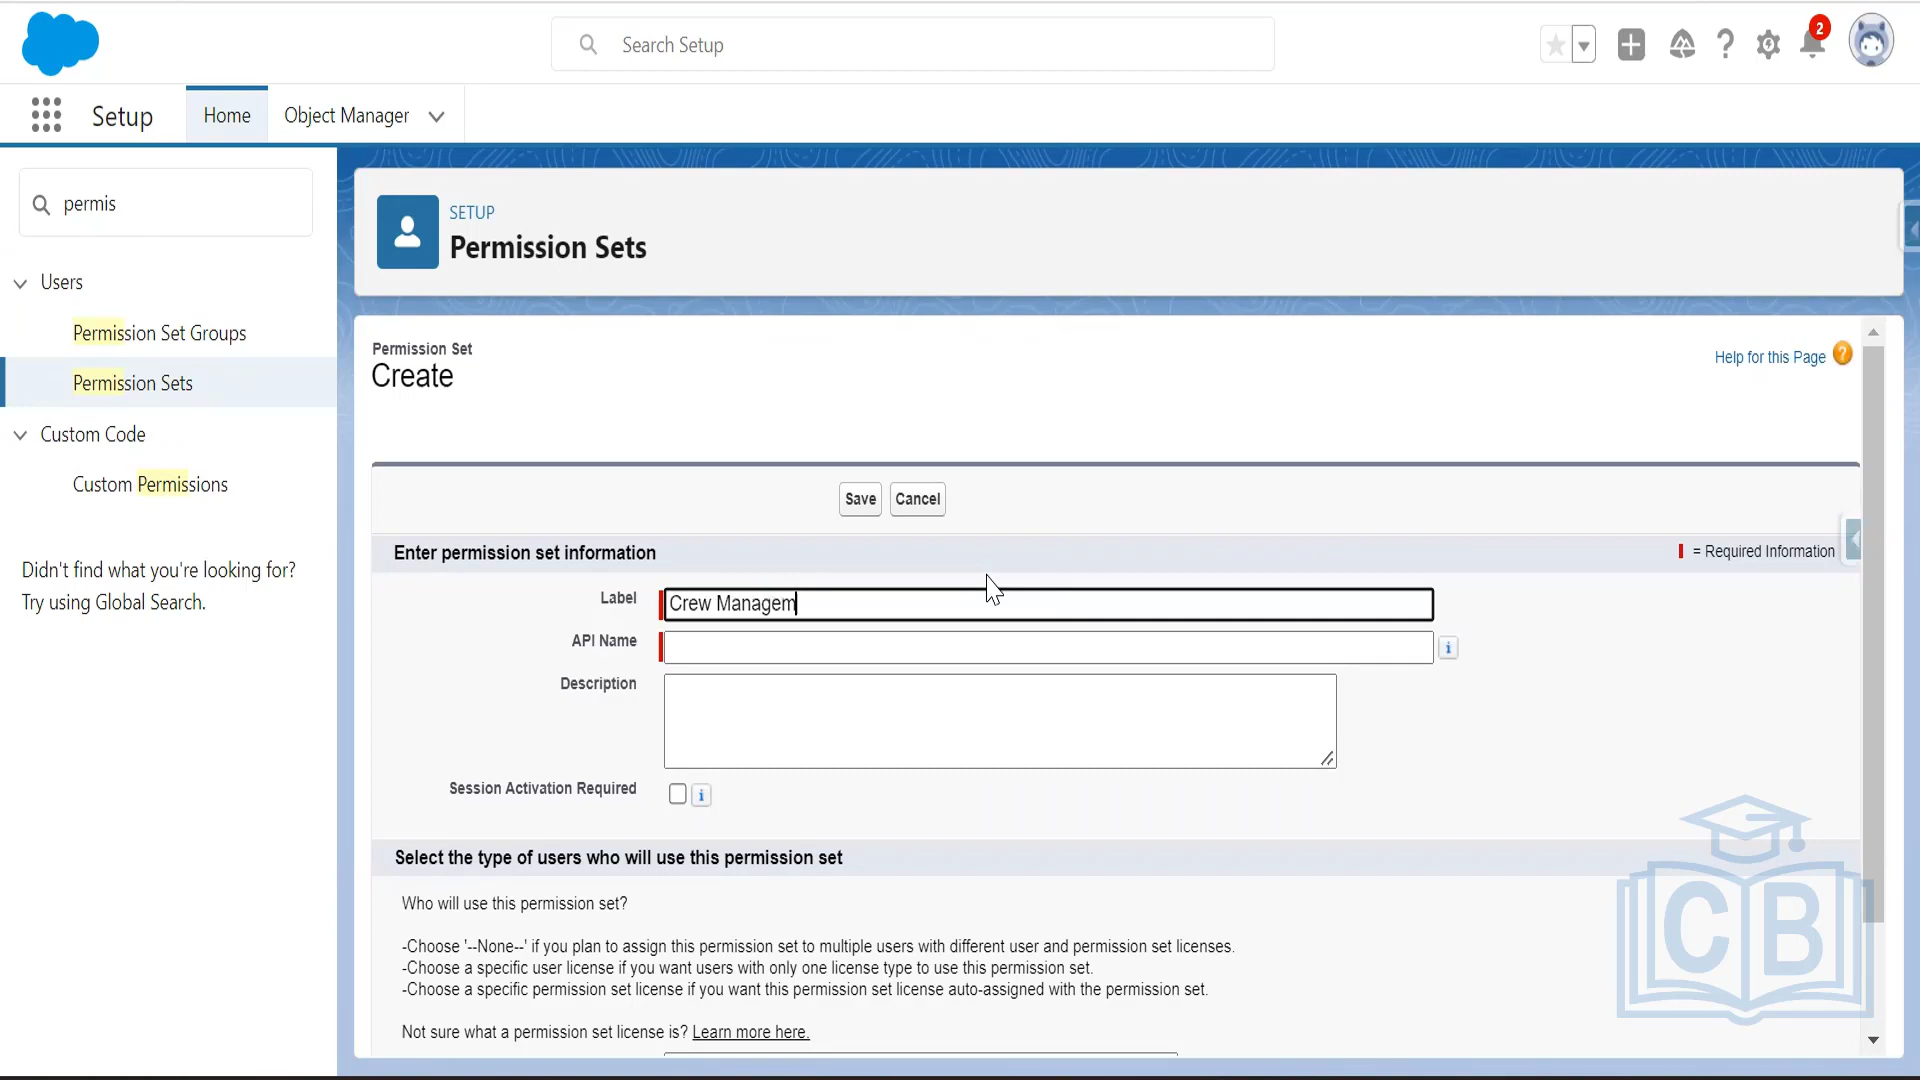 Search Setup
2
Setup
Home
Object Manager
permis
Users
Permission Set Groups
Permission Sets
Custom Code
Custom Permissions
Didn't find what you're looking for?
Try using Global Search.
SETUP
Permission Sets
Permission Set
Create
Help for this Page ?
Save Cancel
Enter permission set information
= Required Information
Label
Crew Managem
API Name
i
Description
Session Activation Required
i
Select the type of users who will use this permission set
Who will use this permission set?
-Choose '--None--' if you plan to assign this permission set to multiple users with different user and permission set licenses.
-Choose a specific user license if you want users with only one license type to use this permission set.
-Choose a specific permission set license if you want this permission set license auto-assigned with the permission set.
Not sure what a permission set license is? Learn more here.
CB